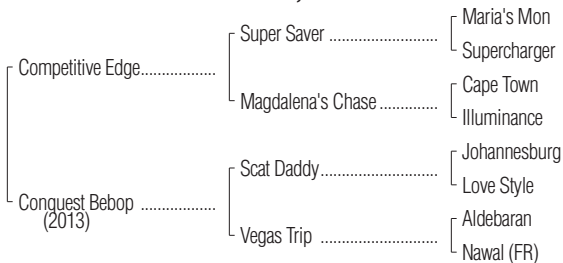 Maria's Mon
Super Saver ..........................
Supercharger
Competitive Edge..................
Cape Town
Magdalena's Chase ..............
Illuminance
Johannesburg
Scat Daddy............................
Love Style
Conquest Bebop ..................
(2013)
Aldebaran
Vegas Trip ............................
Nawal (FR)